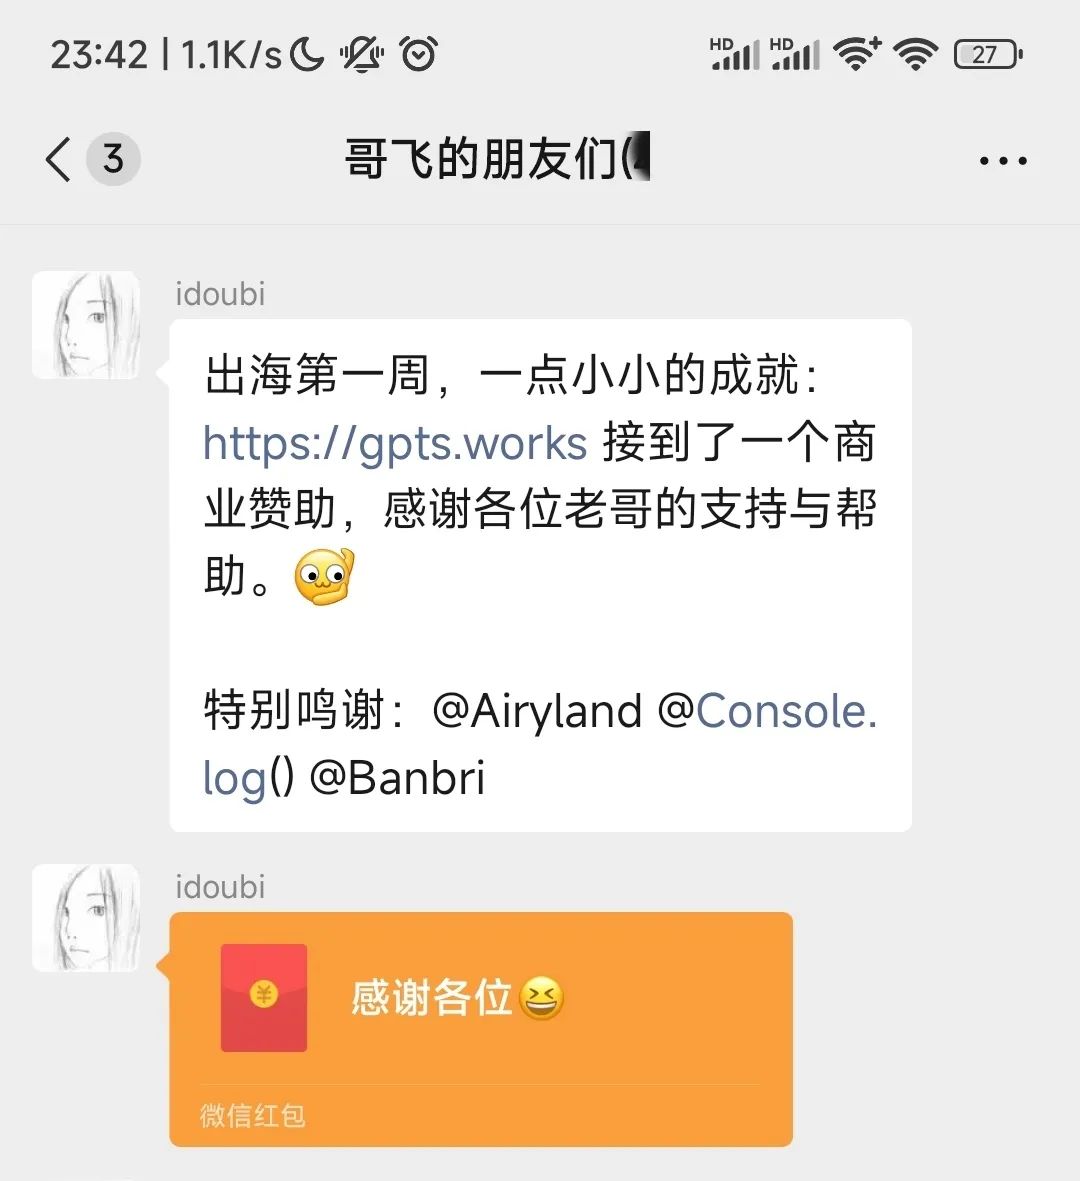 23:42 | 1.1K/s
HD HD 27
3
哥飞的朋友们(
idoubi
出海第一周，一点小小的成就：
https://gpts.works 接到了一个商
业赞助，感谢各位老哥的支持与帮
助。
特别鸣谢：@Airyland @Console.
log() @Banbri
idoubi
感谢各位
微信红包